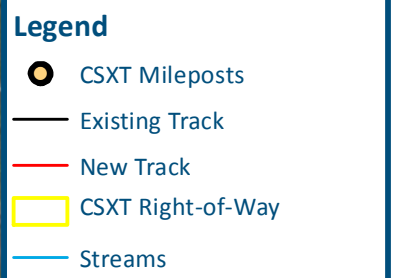 Legend
CSXT Mileposts
Existing Track
New Track
CSXT Right-of-Way
Streams